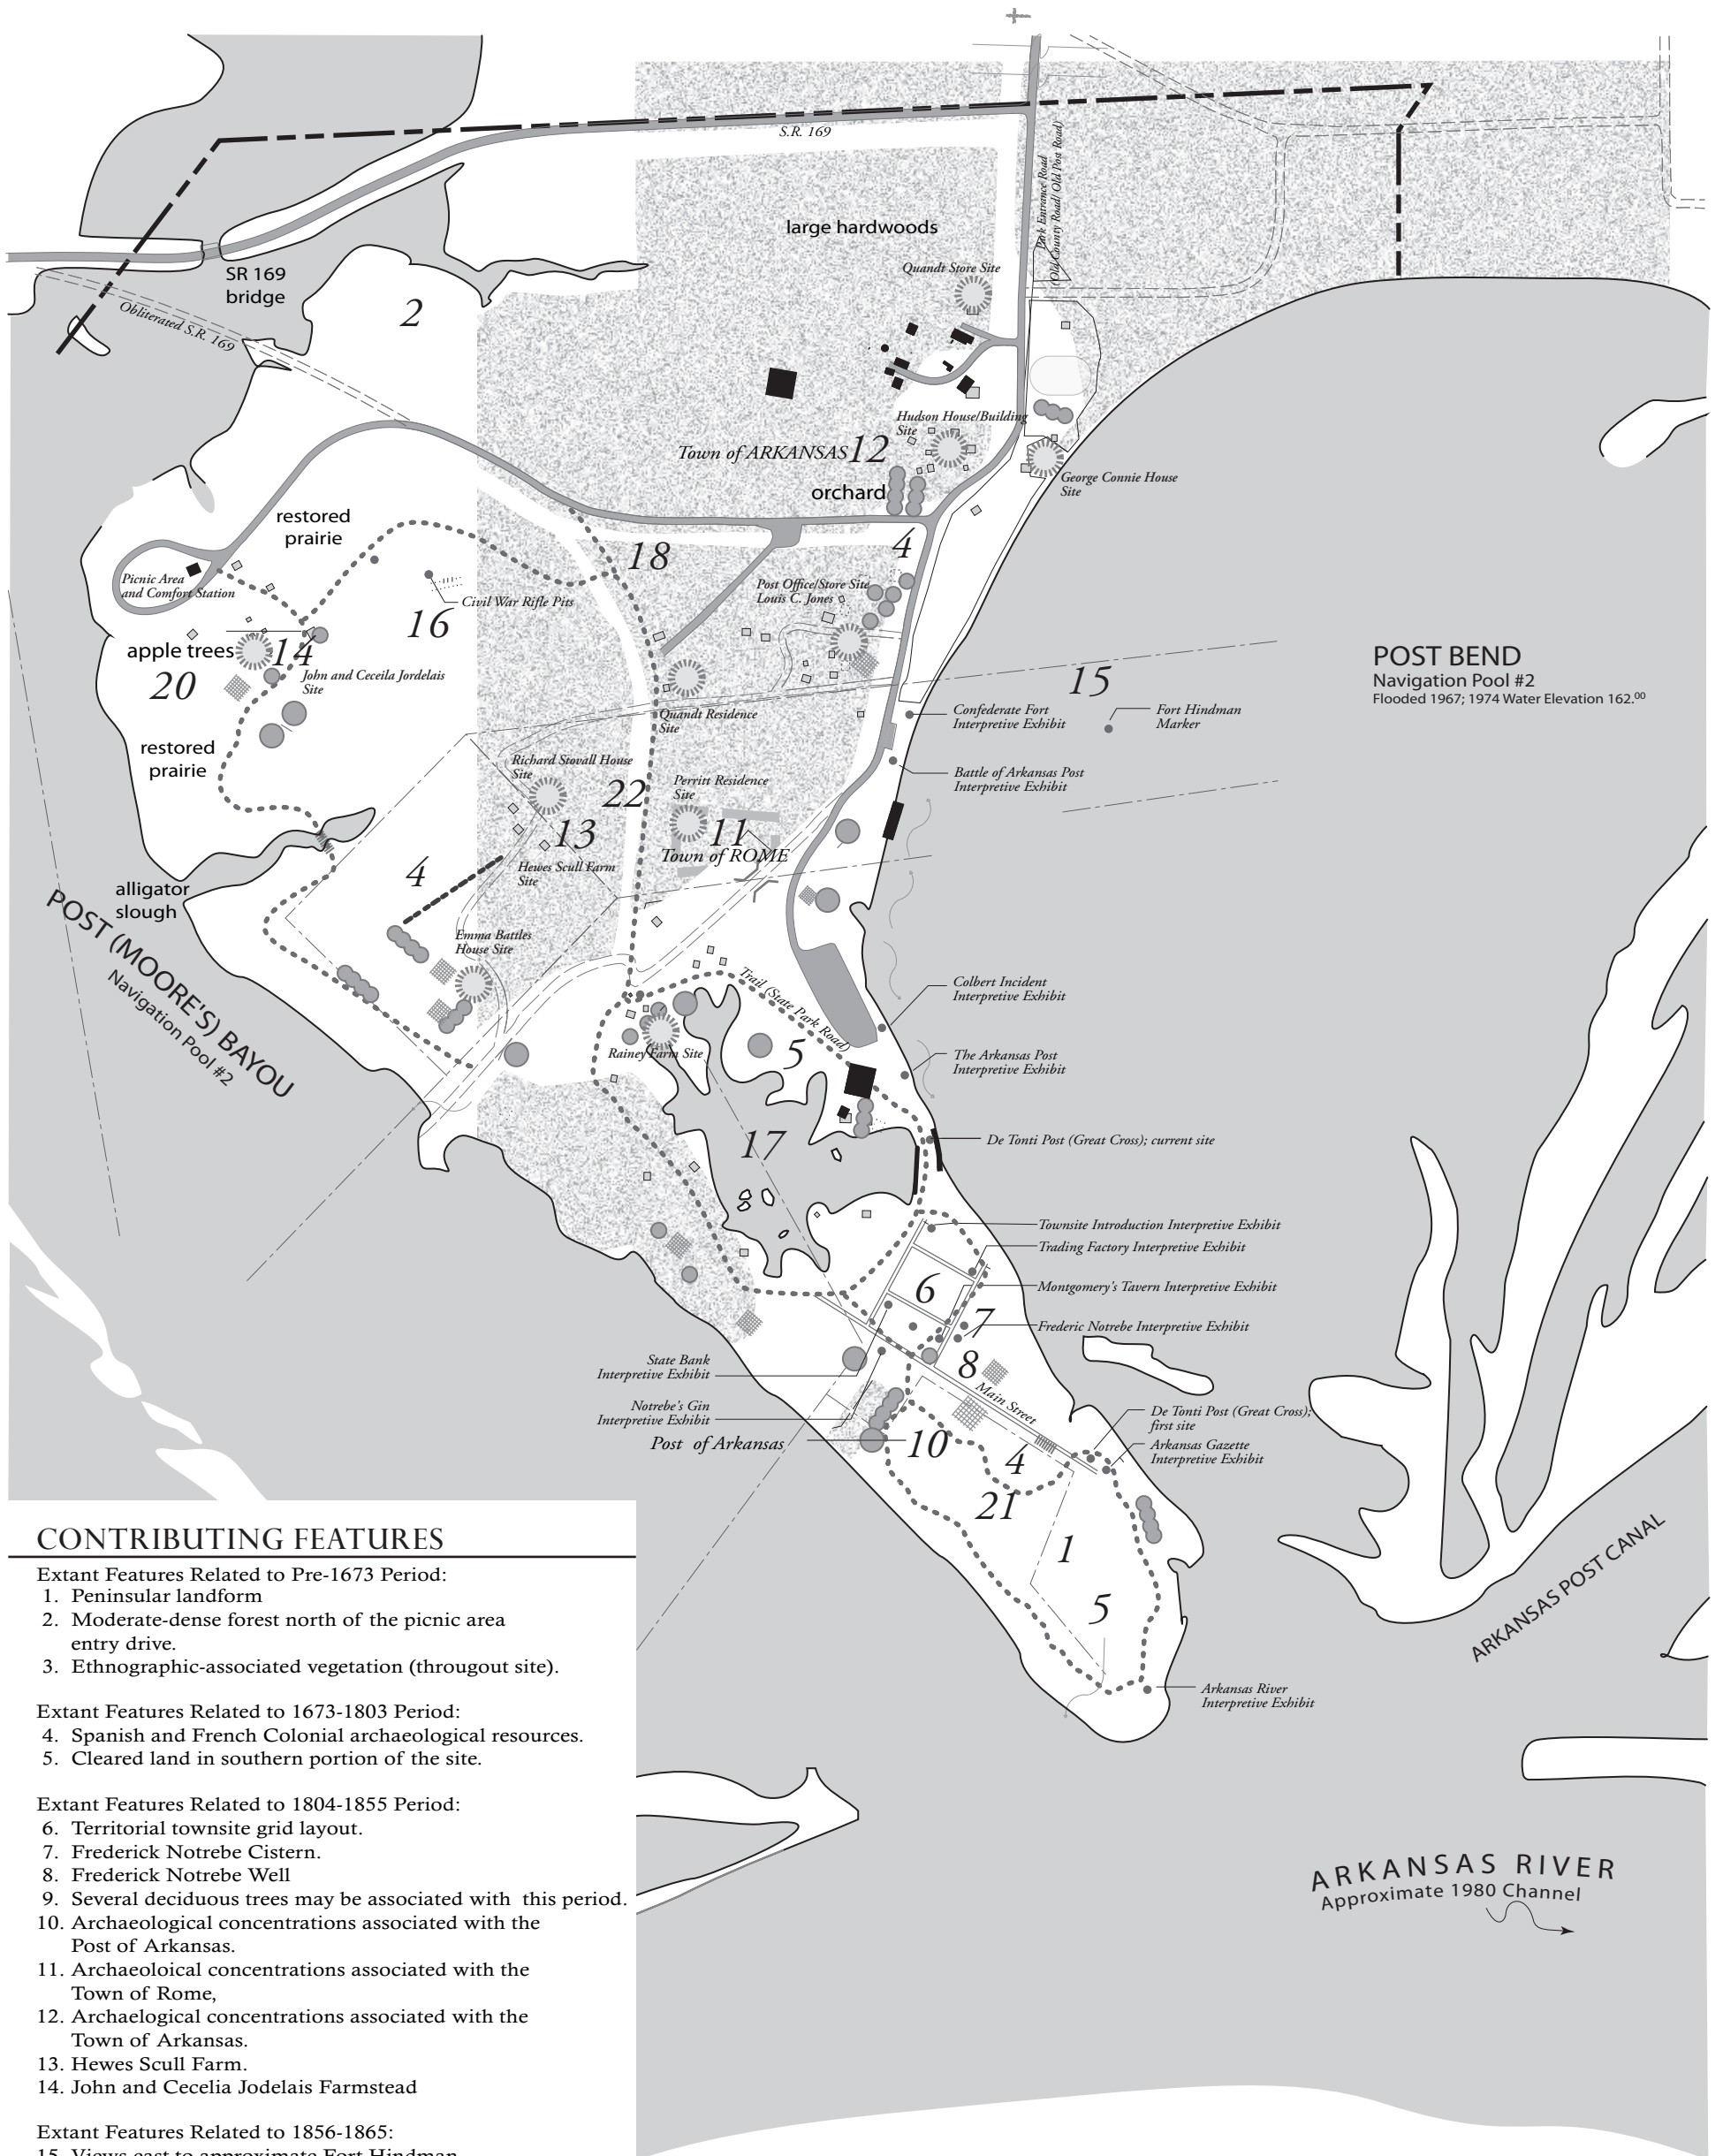 S.R. 169
Park Entrance Road
(Old County Road/ Old Post Road)
large hardwoods
Quandt Store Site
SR 169
bridge
2
Obliterated S.R. 169
Hudson House/Building
Site
Town of ARKANSAS
12
orchard
George Connie House
Site
restored
prairie
18
4
Picnic Area
and Comfort Station
Post Office/Store Site
Louis C. Jones
Civil War Rifle Pits
16
apple trees
14
20
John and Ceceila Jordelais
Site
15
POST BEND
Navigation Pool #2
Flooded 1967; 1974 Water Elevation 162.00
Quandt Residence
Site
Confederate Fort
Interpretive Exhibit
Fort Hindman
Marker
restored
prairie
Richard Stovall House
Site
Perritt Residence
Site
Battle of Arkansas Post
Interpretive Exhibit
22
13
11
Town of ROME
Hewes Scull Farm
Site
4
alligator
slough
POST (MOORE'S) BAYOU
Navigation Pool #2
Emma Battles
House Site
Trail (State Park Road)
Colbert Incident
Interpretive Exhibit
Rainey Farm Site
5
The Arkansas Post
Interpretive Exhibit
17
De Tonti Post (Great Cross); current site
Townsite Introduction Interpretive Exhibit
Trading Factory Interpretive Exhibit
6
Montgomery's Tavern Interpretive Exhibit
7
Frederic Notrebe Interpretive Exhibit
State Bank
Interpretive Exhibit
8
Main Street
Notrebe's Gin
Interpretive Exhibit
Post of Arkansas
10
De Tonti Post (Great Cross);
first site
Arkansas Gazette
Interpretive Exhibit
4
21
1
5
ARKANSAS POST CANAL
Arkansas River
Interpretive Exhibit
ARKANSAS RIVER
Approximate 1980 Channel
CONTRIBUTING FEATURES
Extant Features Related to Pre-1673 Period:
1. Peninsular landform
2. Moderate-dense forest north of the picnic area
entry drive.
3. Ethnographic-associated vegetation (througout site).
Extant Features Related to 1673-1803 Period:
4. Spanish and French Colonial archaeological resources.
5. Cleared land in southern portion of the site.
Extant Features Related to 1804-1855 Period:
6. Territorial townsite grid layout.
7. Frederick Notrebe Cistern.
8. Frederick Notrebe Well
9. Several deciduous trees may be associated with this period.
10. Archaeological concentrations associated with the
Post of Arkansas.
11. Archaeoloical concentrations associated with the
Town of Rome,
12. Archaelogical concentrations associated with the
Town of Arkansas.
13. Hewes Scull Farm.
14. John and Cecelia Jodelais Farmstead
Extant Features Related to 1856-1865:
15. Views east to approximate Fort Hindman